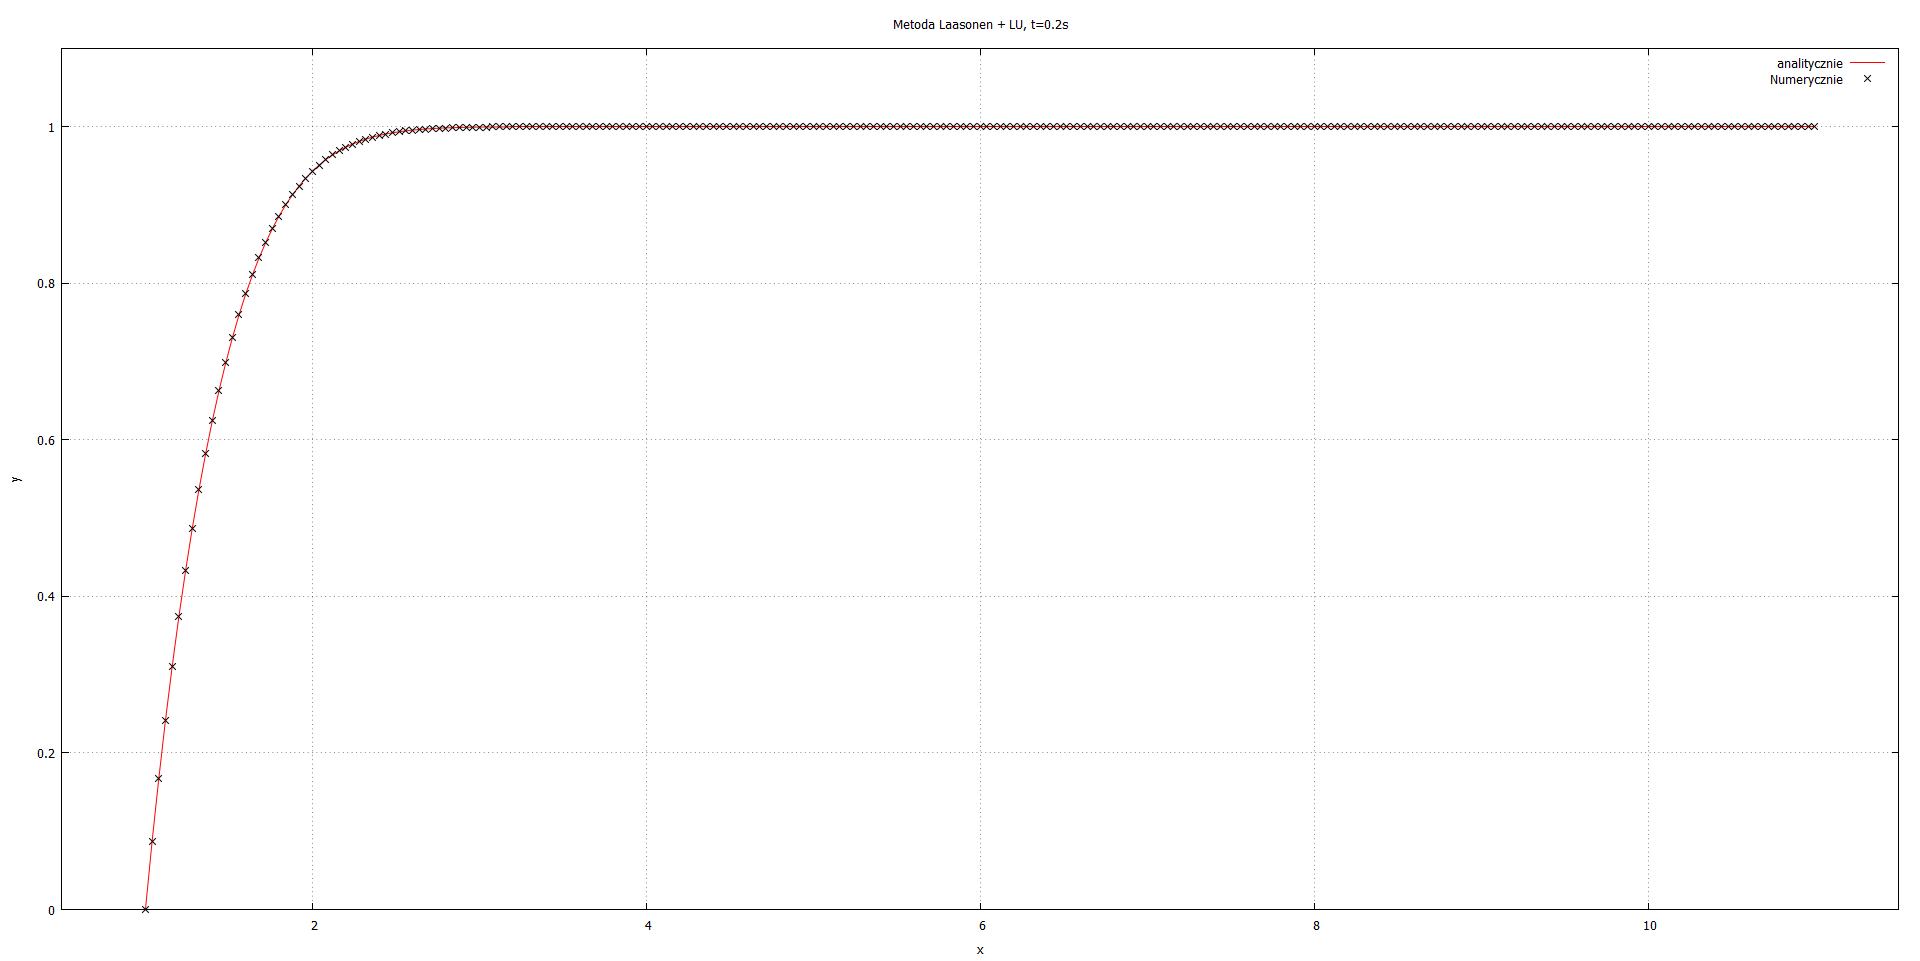 Metoda Laasonen + LU, t=0.2s
analitycznie
Numerycznie
1
0.8
0.6
0.4
0.2
0
y
2 4 6 8 10
x